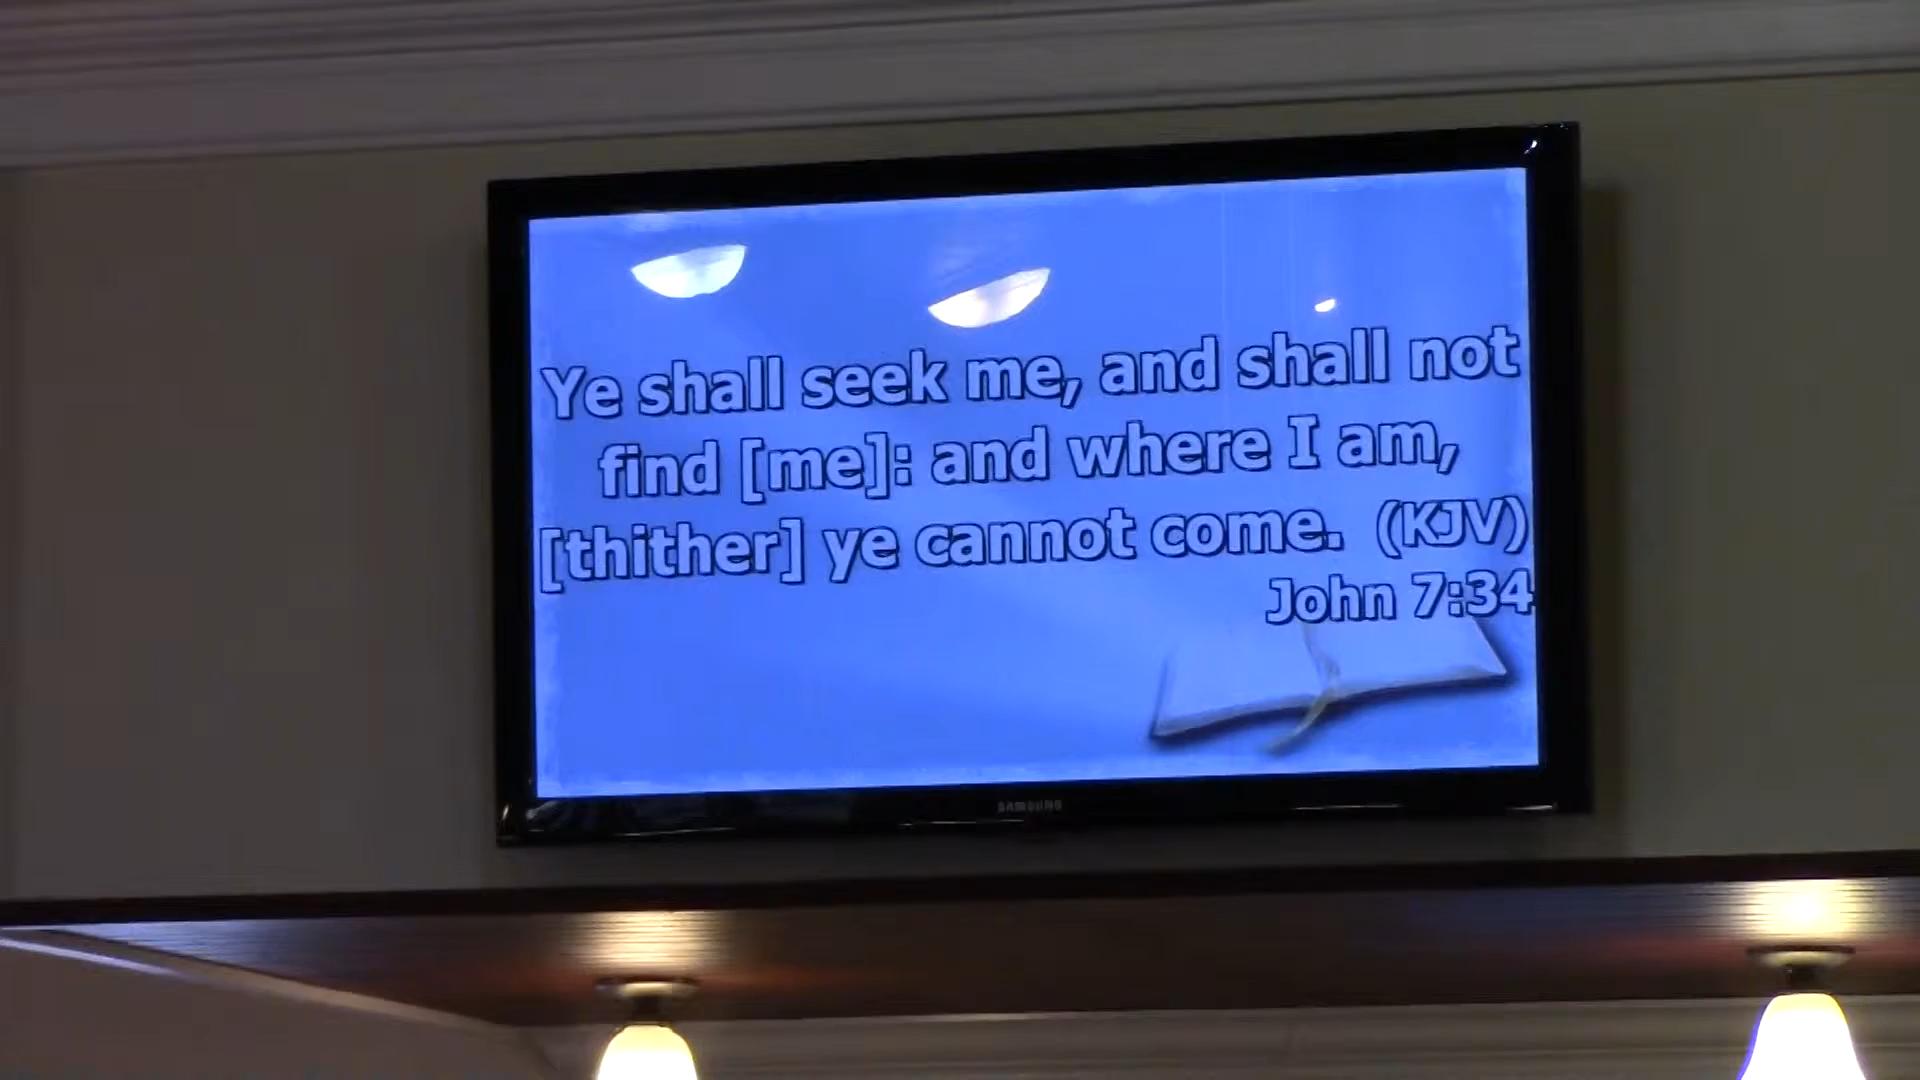 Ye shall seek me, and shall not
find [me]: and where I am,
[thither] ye cannot come. (KJV)
John 7:34
SAMSUNG